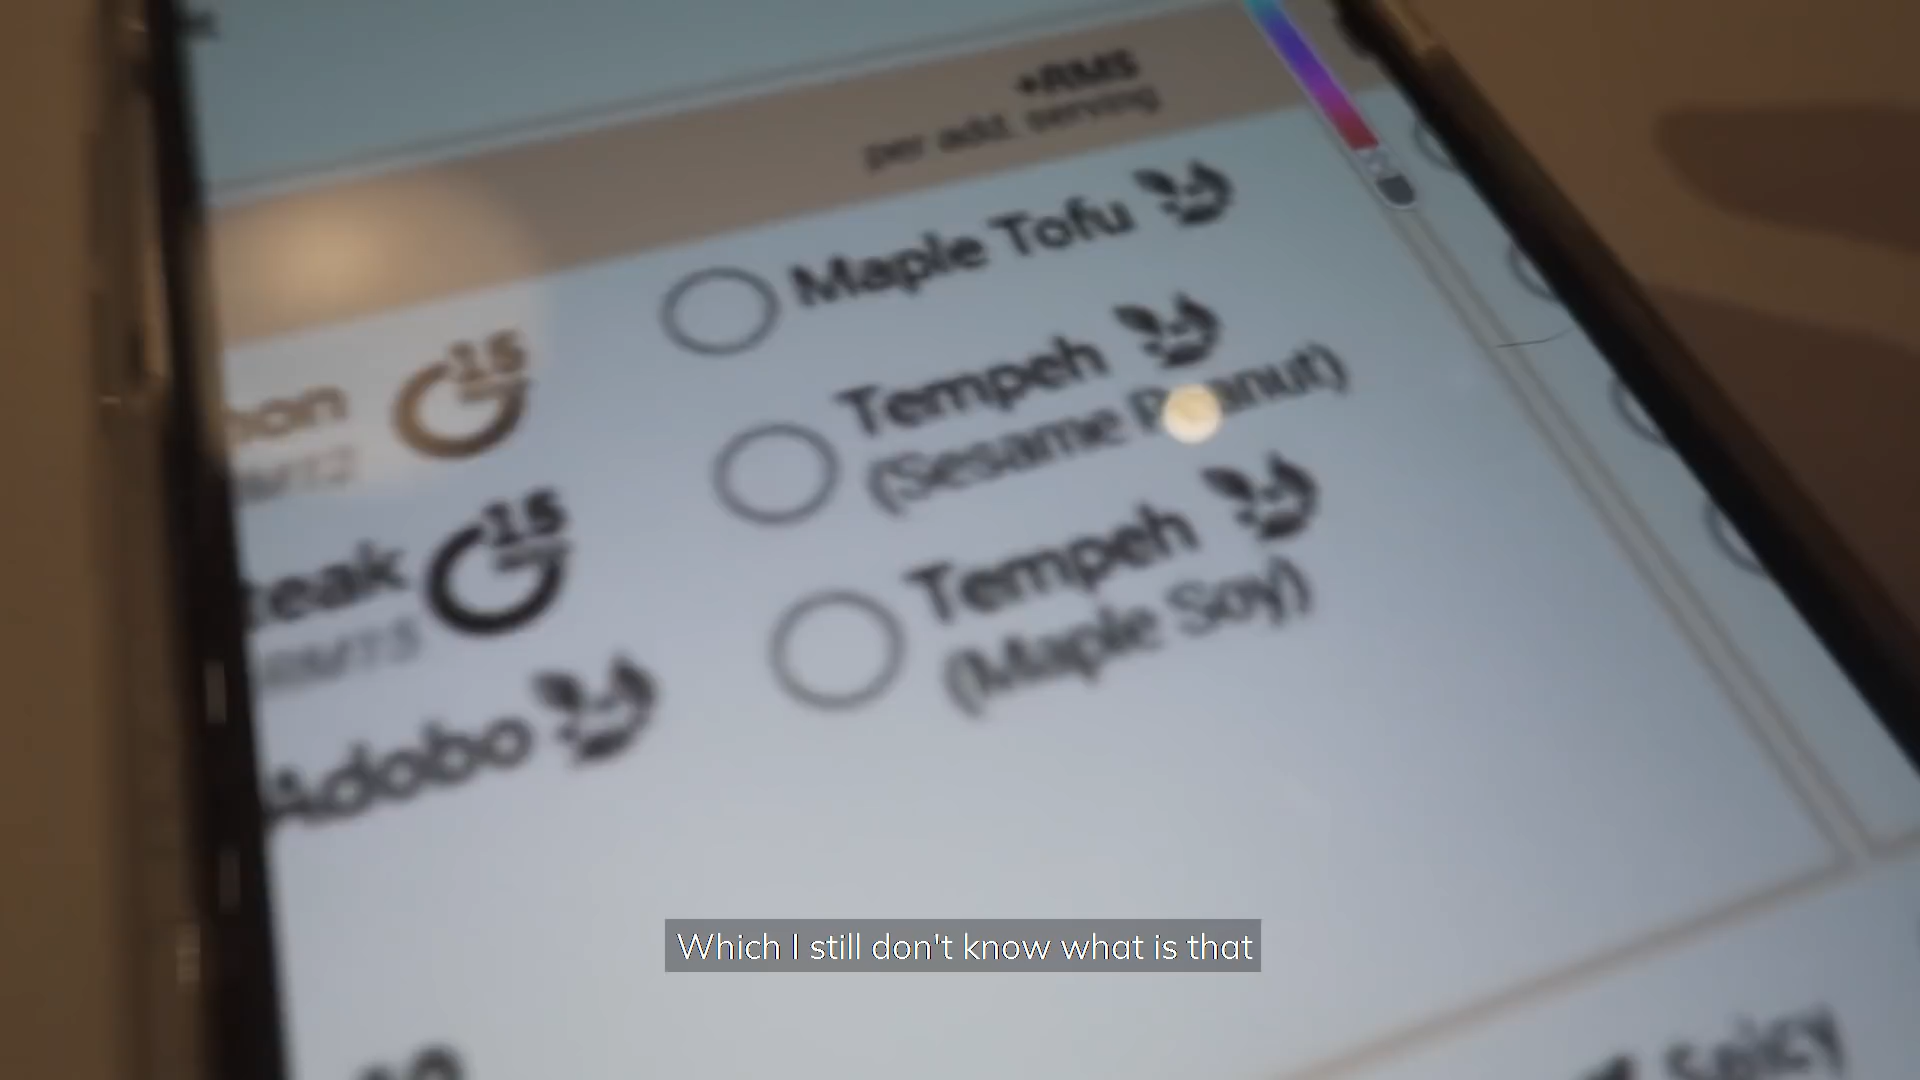 +RM5
per add. serving
Maple Tofu
15
Tempeh
(Sesame Peanut)
15
Tempeh
(Maple Soy)
Adobo
Which I still don't know what is that
Spicy